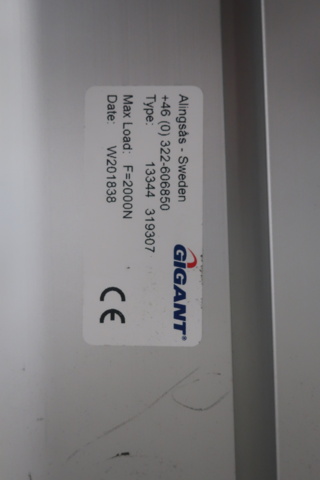 GIGANT®
Alingsås - Sweden
+46 (0) 322-606850
Type: 13344 319307
Max Load: F=2000N
Date: W201838
CE